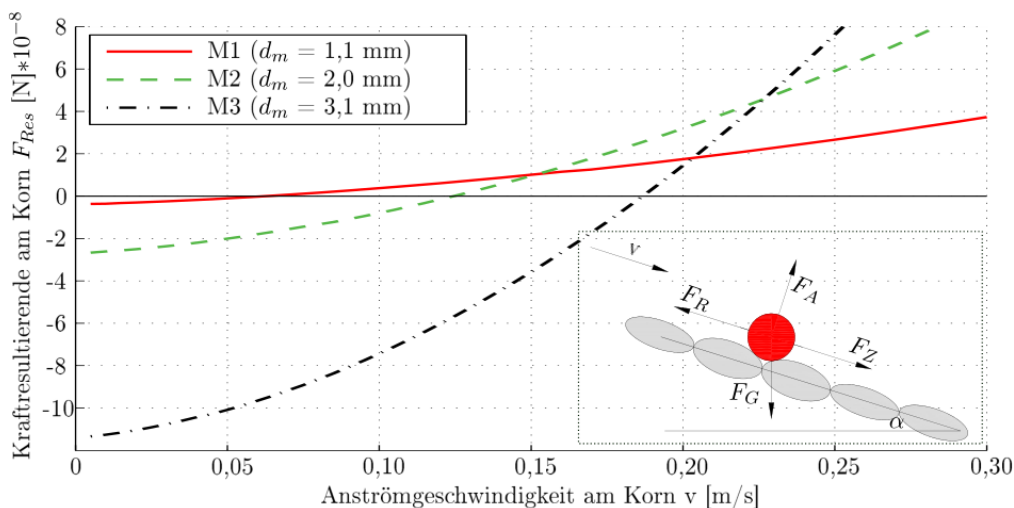 Kraftresultierende am Korn F_Res [N]*10^−8
8
6
4
2
0
-2
-4
-6
-8
-10
M1 (d_m = 1,1 mm)
M2 (d_m = 2,0 mm)
M3 (d_m = 3,1 mm)
v
F_A
F_R
F_Z
F_G
α
0 0,05 0,10 0,15 0,20 0,25 0,30
Anströmgeschwindigkeit am Korn v [m/s]